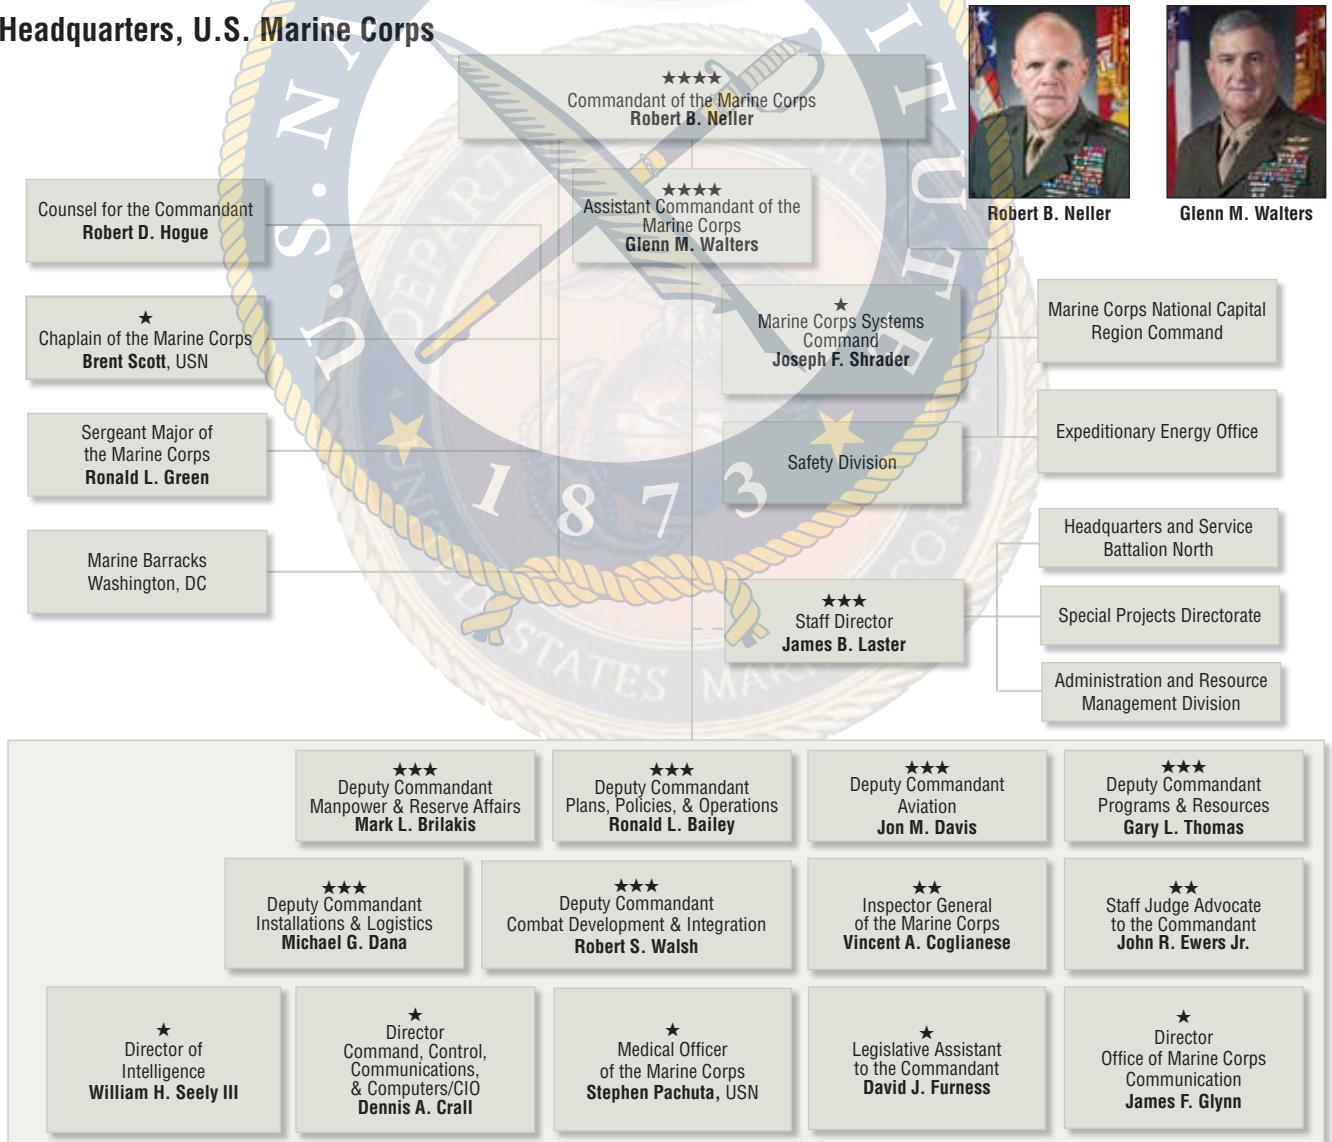 Headquarters, U.S. Marine Corps
★★★★
Commandant of the Marine Corps
Robert B. Neller
★★★★
Assistant Commandant of the
Marine Corps
Glenn M. Walters
Robert B. Neller
Glenn M. Walters
Counsel for the Commandant
Robert D. Hogue
★
Chaplain of the Marine Corps
Brent Scott, USN
Sergeant Major of
the Marine Corps
Ronald L. Green
Marine Barracks
Washington, DC
★
Marine Corps Systems
Command
Joseph F. Shrader
Safety Division
Marine Corps National Capital
Region Command
Expeditionary Energy Office
★★★
Staff Director
James B. Laster
Headquarters and Service
Battalion North
Special Projects Directorate
Administration and Resource
Management Division
★★★
Deputy Commandant
Manpower & Reserve Affairs
Mark L. Brilakis
★★★
Deputy Commandant
Plans, Policies, & Operations
Ronald L. Bailey
★★★
Deputy Commandant
Aviation
Jon M. Davis
★★★
Deputy Commandant
Programs & Resources
Gary L. Thomas
★★★
Deputy Commandant
Installations & Logistics
Michael G. Dana
★★★
Deputy Commandant
Combat Development & Integration
Robert S. Walsh
★★
Inspector General
of the Marine Corps
Vincent A. Coglianese
★★
Staff Judge Advocate
to the Commandant
John R. Ewers Jr.
★
Director of
Intelligence
William H. Seely III
★
Director
Command, Control,
Communications,
& Computers/CIO
Dennis A. Crall
★
Medical Officer
of the Marine Corps
Stephen Pachuta, USN
★
Legislative Assistant
to the Commandant
David J. Furness
★
Director
Office of Marine Corps
Communication
James F. Glynn
U.S. NA
ITUTE
1873
UNITED STATES MAR
CORPS